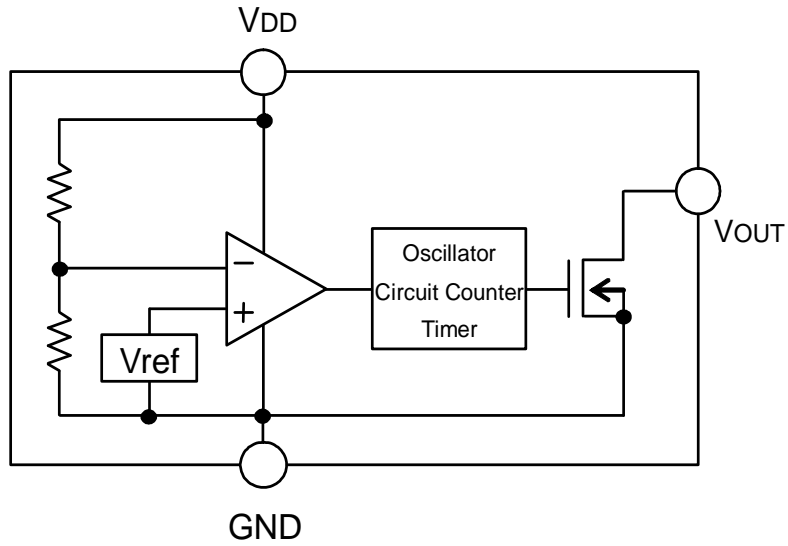 VDD
VOUT
Oscillator
Circuit Counter
Timer
−
+
Vref
GND